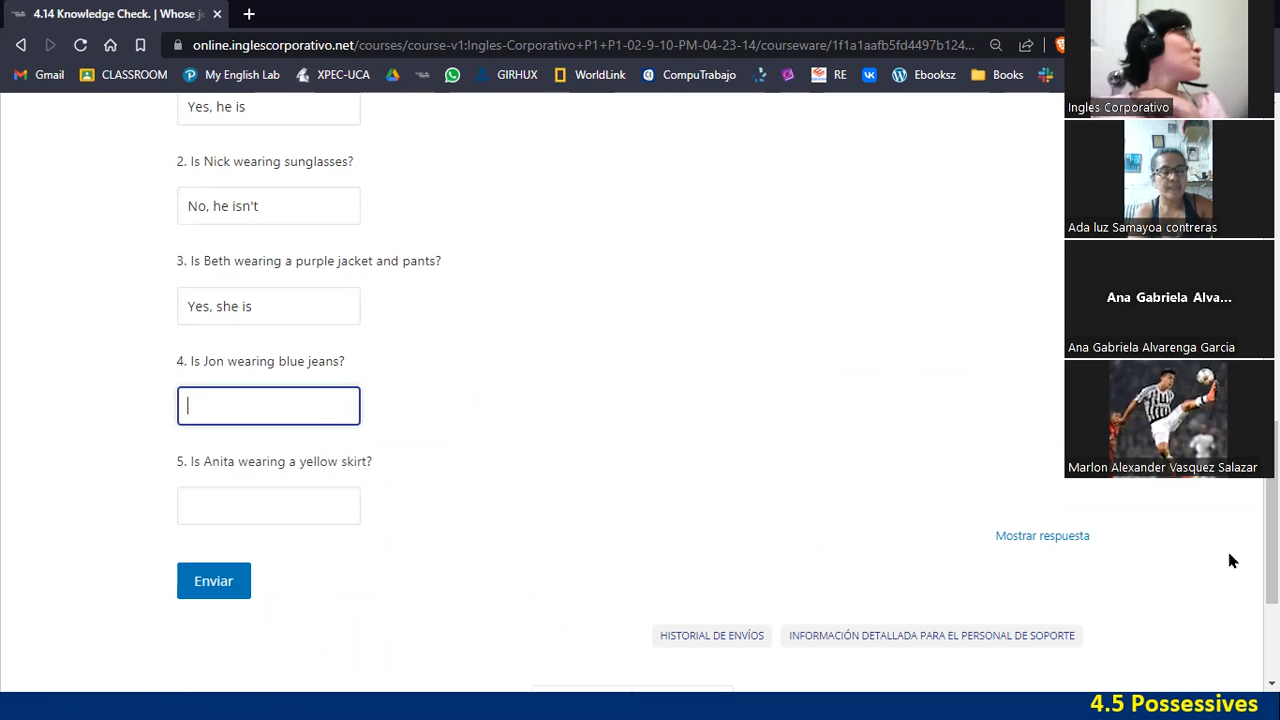 4.14 Knowledge Check. | Whose je
online.inglescorporativo.net/courses/course-v1:Ingles-Corporativo+P1+P1-02-9-10-PM-04-23-14/courseware/1f1a1aafb5fd4497b124...
Gmail
CLASSROOM
My English Lab
XPEC-UCA
GIRHUX
WorldLink
CompuTrabajo
RE
Ebooksz
Books
Yes, he is
2. Is Nick wearing sunglasses?
No, he isn't
3. Is Beth wearing a purple jacket and pants?
Yes, she is
4. Is Jon wearing blue jeans?
5. Is Anita wearing a yellow skirt?
Mostrar respuesta
Enviar
HISTORIAL DE ENVÍOS
INFORMACIÓN DETALLADA PARA EL PERSONAL DE SOPORTE
Ingles Corporativo
Ada luz Samayoa contreras
Ana Gabriela Alva...
Ana Gabriela Alvarenga Garcia
Marlon Alexander Vasquez Salazar
4.5 Possessives